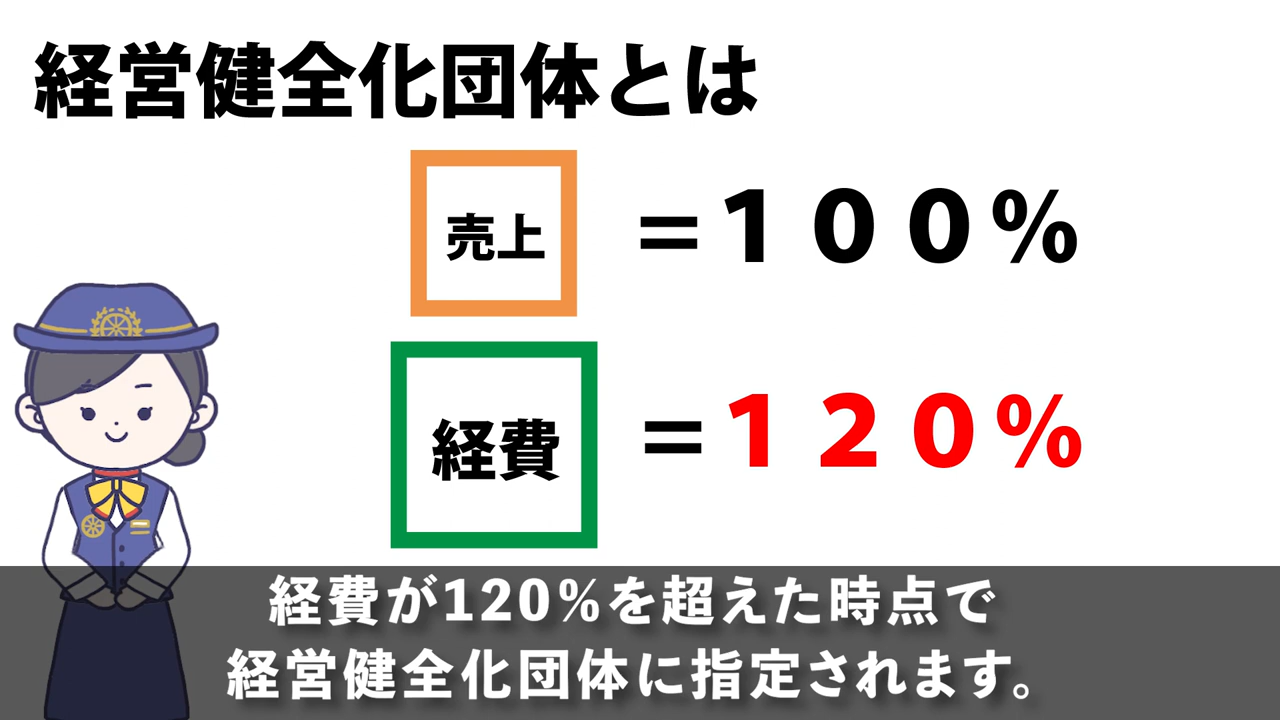 経営健全化団体とは
売上 =100%
経費 =120%
経費が120%を超えた時点で
経営健全化団体に指定されます。